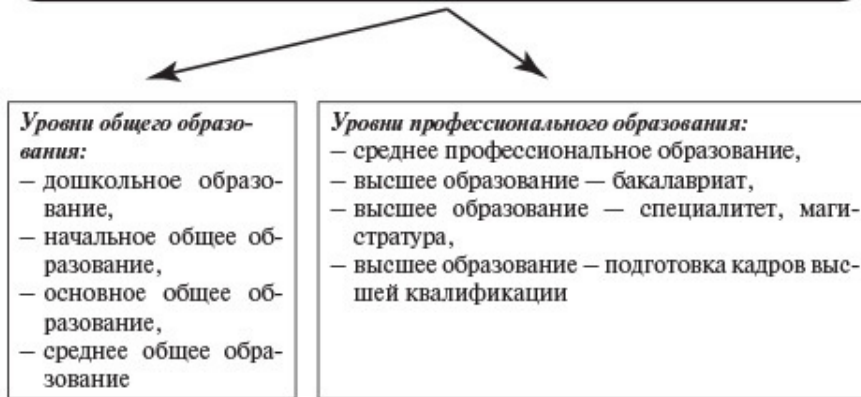 Уровни общего образо-
вания:
– дошкольное образо-
вание,
– начальное общее об-
разование,
– основное общее об-
разование,
– среднее общее обра-
зование
Уровни профессионального образования:
– среднее профессиональное образование,
– высшее образование — бакалавриат,
– высшее образование — специалитет, маги-
стратура,
– высшее образование – подготовка кадров выс-
шей квалификации